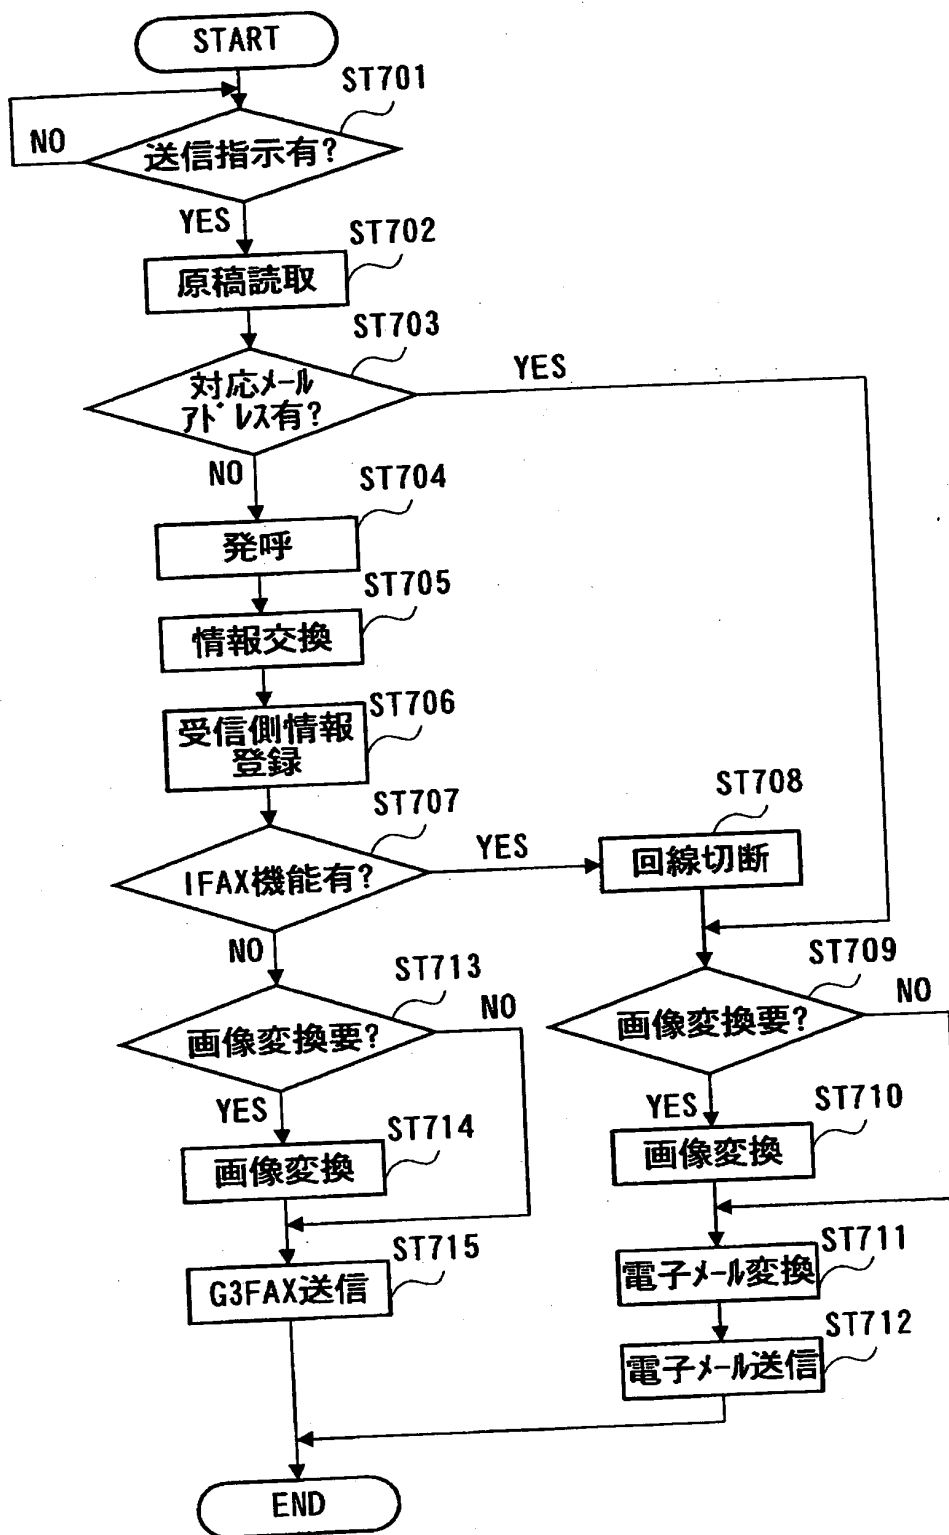 START
ST701
NO
送信指示有?
YES
ST702
原稿読取
ST703
YES
対応メール
アドレス有?
NO
ST704
発呼
ST705
情報交換
ST706
受信側情報
登録
ST707
ST708
YES
回線切断
IFAX機能有?
NO
ST713
ST709
NO
NO
画像変換要?
画像変換要?
YES
YES
ST714
ST710
画像変換
画像変換
ST715
ST711
G3FAX送信
電子メール変換
ST712
電子メール送信
END